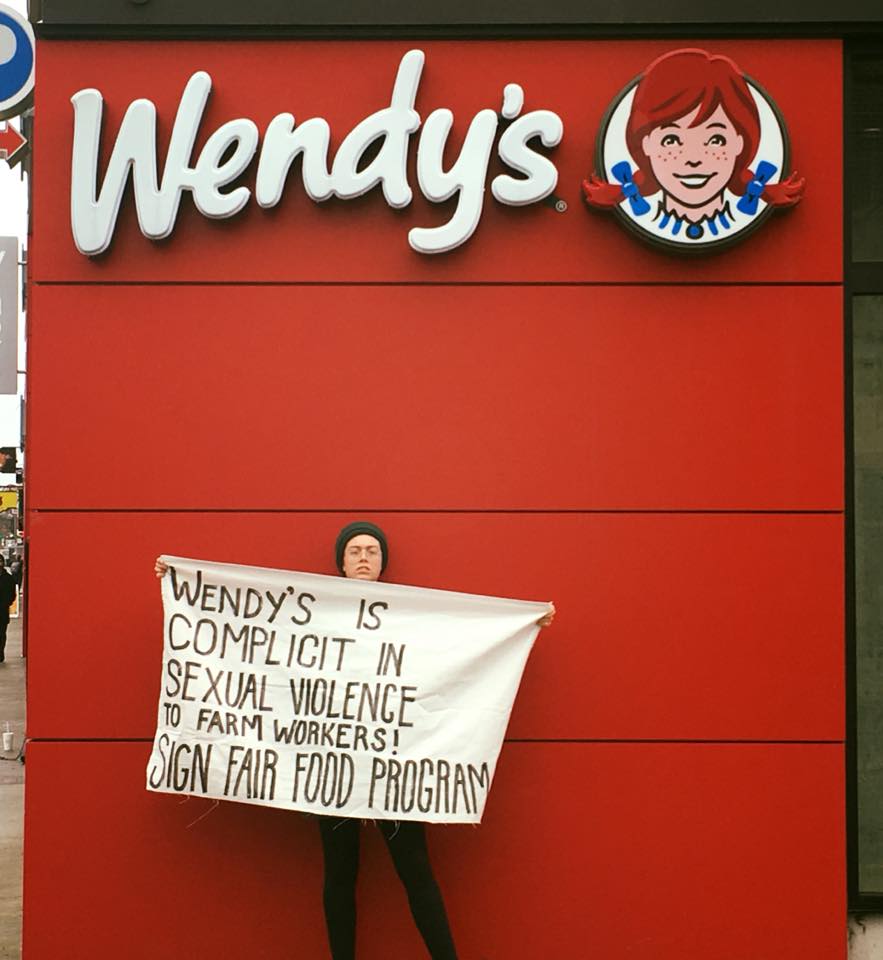 Wendy's
WENDY'S IS
COMPLICIT IN
SEXUAL VIOLENCE
TO FARM WORKERS!
SIGN FAIR FOOD PROGRAM